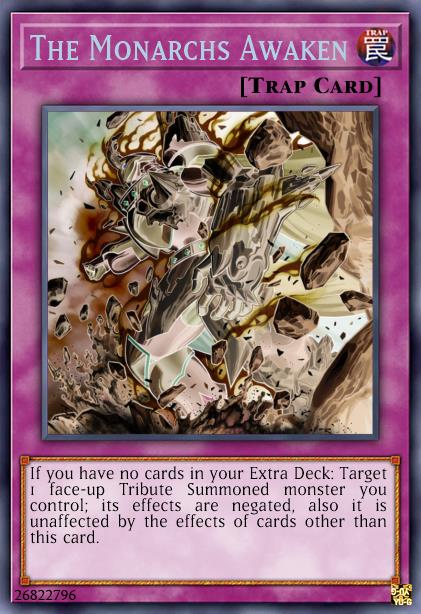 THE MONARCHS AWAKEN
TRAP
罠
[TRAP CARD]
If you have no cards in your Extra Deck: Target
1 face-up Tribute Summoned monster you
control; its effects are negated, also it is
unaffected by the effects of cards other than
this card.
26822796